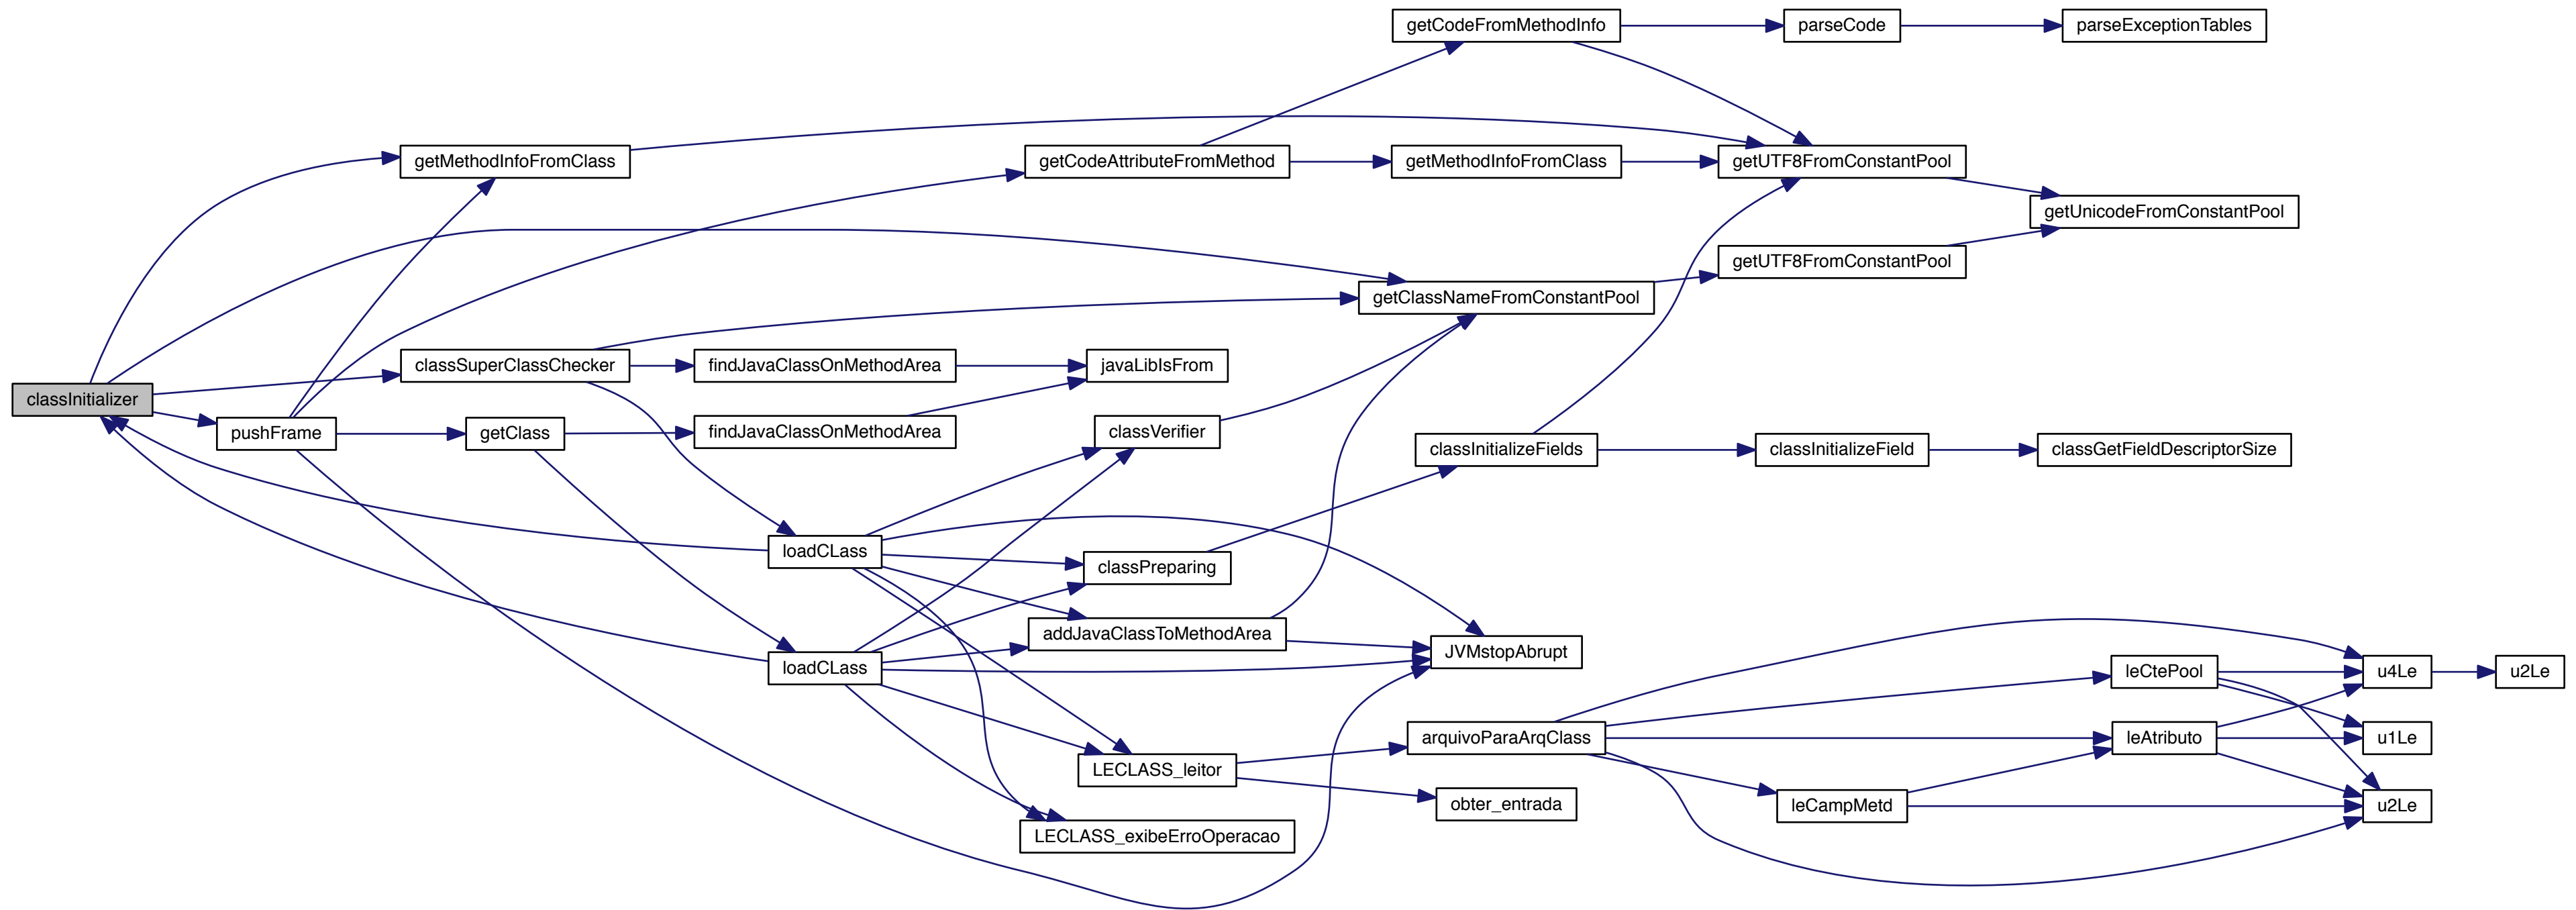 getCodeFromMethodInfo
parseCode
parseExceptionTables
getMethodInfoFromClass
getCodeAttributeFromMethod
getMethodInfoFromClass
getUTF8FromConstantPool
getUnicodeFromConstantPool
getUTF8FromConstantPool
getClassNameFromConstantPool
classSuperClassChecker
findJavaClassOnMethodArea
javaLibIsFrom
classInitializer
pushFrame
getClass
findJavaClassOnMethodArea
classVerifier
classInitializeFields
classInitializeField
classGetFieldDescriptorSize
loadCLass
classPreparing
addJavaClassToMethodArea
JVMstopAbrupt
loadCLass
leCtePool
u4Le
u2Le
arquivoParaArqClass
leAtributo
u1Le
LECLASS_leitor
obter_entrada
leCampMetd
u2Le
LECLASS_exibeErroOperacao